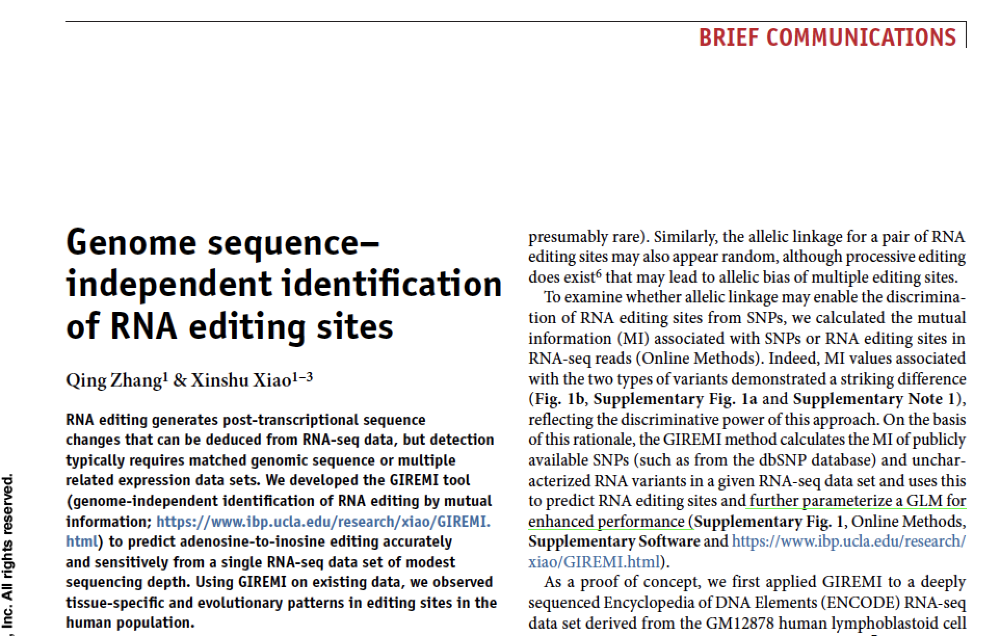 BRIEF COMMUNICATIONS
Genome sequence–
independent identification
of RNA editing sites
Qing Zhang¹ & Xinshu Xiao¹⁻³
RNA editing generates post-transcriptional sequence
changes that can be deduced from RNA-seq data, but detection
typically requires matched genomic sequence or multiple
related expression data sets. We developed the GIREMI tool
(genome-independent identification of RNA editing by mutual
information; https://www.ibp.ucla.edu/research/xiao/GIREMI.
html) to predict adenosine-to-inosine editing accurately
and sensitively from a single RNA-seq data set of modest
sequencing depth. Using GIREMI on existing data, we observed
tissue-specific and evolutionary patterns in editing sites in the
human population.
presumably rare). Similarly, the allelic linkage for a pair of RNA
editing sites may also appear random, although processive editing
does exist⁶ that may lead to allelic bias of multiple editing sites.
To examine whether allelic linkage may enable the discrimina-
tion of RNA editing sites from SNPs, we calculated the mutual
information (MI) associated with SNPs or RNA editing sites in
RNA-seq reads (Online Methods). Indeed, MI values associated
with the two types of variants demonstrated a striking difference
(Fig. 1b, Supplementary Fig. 1a and Supplementary Note 1),
reflecting the discriminative power of this approach. On the basis
of this rationale, the GIREMI method calculates the MI of publicly
available SNPs (such as from the dbSNP database) and unchar-
acterized RNA variants in a given RNA-seq data set and uses this
to predict RNA editing sites and further parameterize a GLM for
enhanced performance (Supplementary Fig. 1, Online Methods,
Supplementary Software and https://www.ibp.ucla.edu/research/
xiao/GIREMI.html).
As a proof of concept, we first applied GIREMI to a deeply
sequenced Encyclopedia of DNA Elements (ENCODE) RNA-seq
data set derived from the GM12878 human lymphoblastoid cell
, Inc. All rights reserved.